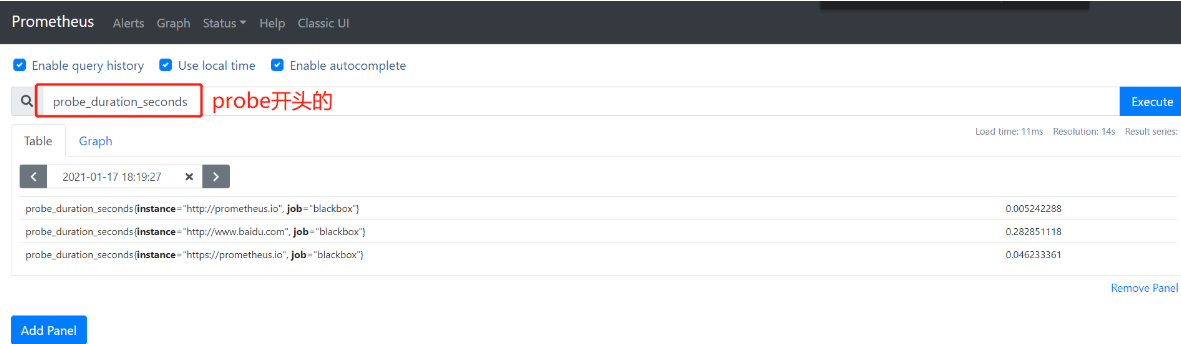 Prometheus Alerts Graph Status Help Classic UI
Enable query history Use local time Enable autocomplete
probe_duration_seconds probe开头的 Execute
Load time: 11ms Resolution: 14s Result series:
Table Graph
2021-01-17 18:19:27
probe_duration_seconds{instance="http://prometheus.io", job="blackbox"} 0.005242288
probe_duration_seconds{instance="http://www.baidu.com", job="blackbox"} 0.282851118
probe_duration_seconds{instance="https://prometheus.io", job="blackbox"} 0.046233361
Remove Panel
Add Panel